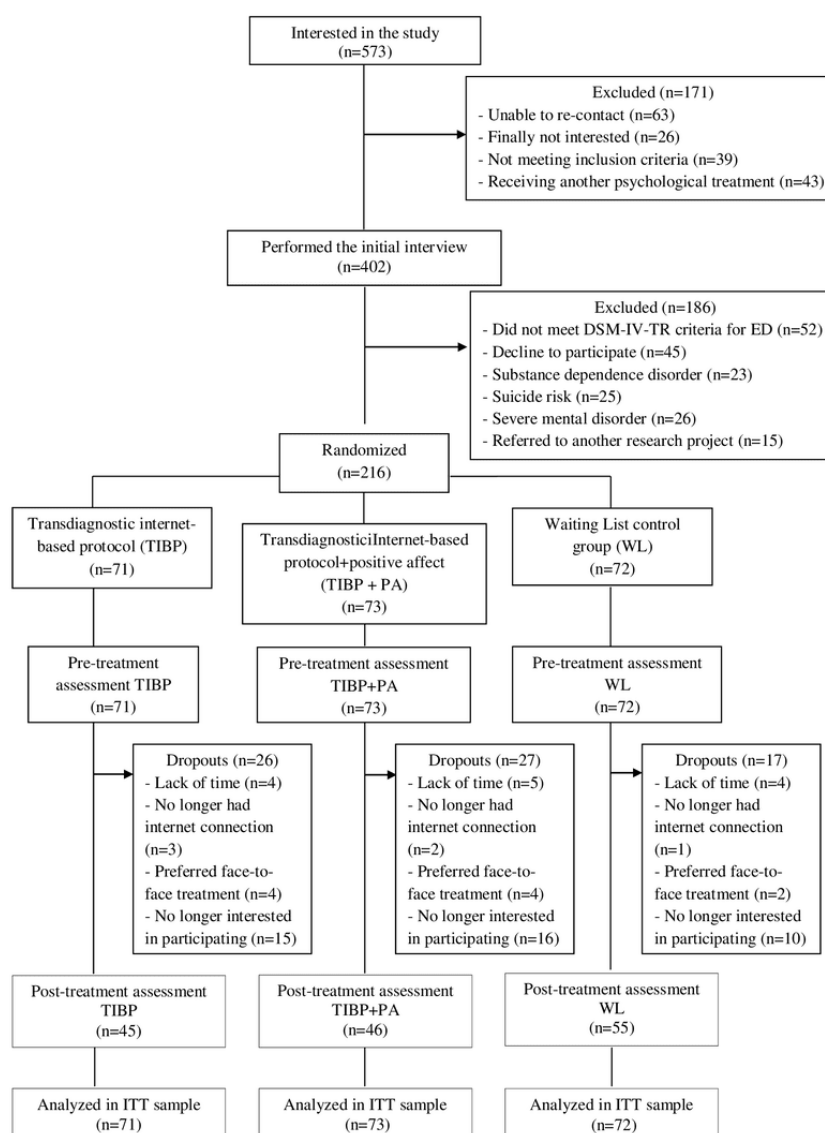 Interested in the study
(n=573)
Excluded (n=171)
- Unable to re-contact (n=63)
- Finally not interested (n=26)
- Not meeting inclusion criteria (n=39)
- Receiving another psychological treatment (n=43)
Performed the initial interview
(n=402)
Excluded (n=186)
- Did not meet DSM-IV-TR criteria for ED (n=52)
- Decline to participate (n=45)
- Substance dependence disorder (n=23)
- Suicide risk (n=25)
- Severe mental disorder (n=26)
- Referred to another research project (n=15)
Randomized
(n=216)
Transdiagnostic internet-
based protocol (TIBP)
(n=71)
TransdiagnosticiInternet-based
protocol+positive affect
(TIBP + PA)
(n=73)
Waiting List control
group (WL)
(n=72)
Pre-treatment
assessment TIBP
(n=71)
Pre-treatment assessment
TIBP+PA
(n=73)
Pre-treatment assessment
WL
(n=72)
Dropouts (n=26)
- Lack of time (n=4)
- No longer had
internet connection
(n=3)
- Preferred face-to-
face treatment (n=4)
- No longer interested
in participating (n=15)
Dropouts (n=27)
- Lack of time (n=5)
- No longer had
internet connection
(n=2)
- Preferred face-to-
face treatment (n=4)
- No longer interested
in participating (n=16)
Dropouts (n=17)
- Lack of time (n=4)
- No longer had
internet connection
(n=1)
- Preferred face-to-
face treatment (n=2)
- No longer interested
in participating (n=10)
Post-treatment assessment
TIBP
(n=45)
Post-treatment assessment
TIBP+PA
(n=46)
Post-treatment assessment
WL
(n=55)
Analyzed in ITT sample
(n=71)
Analyzed in ITT sample
(n=73)
Analyzed in ITT sample
(n=72)